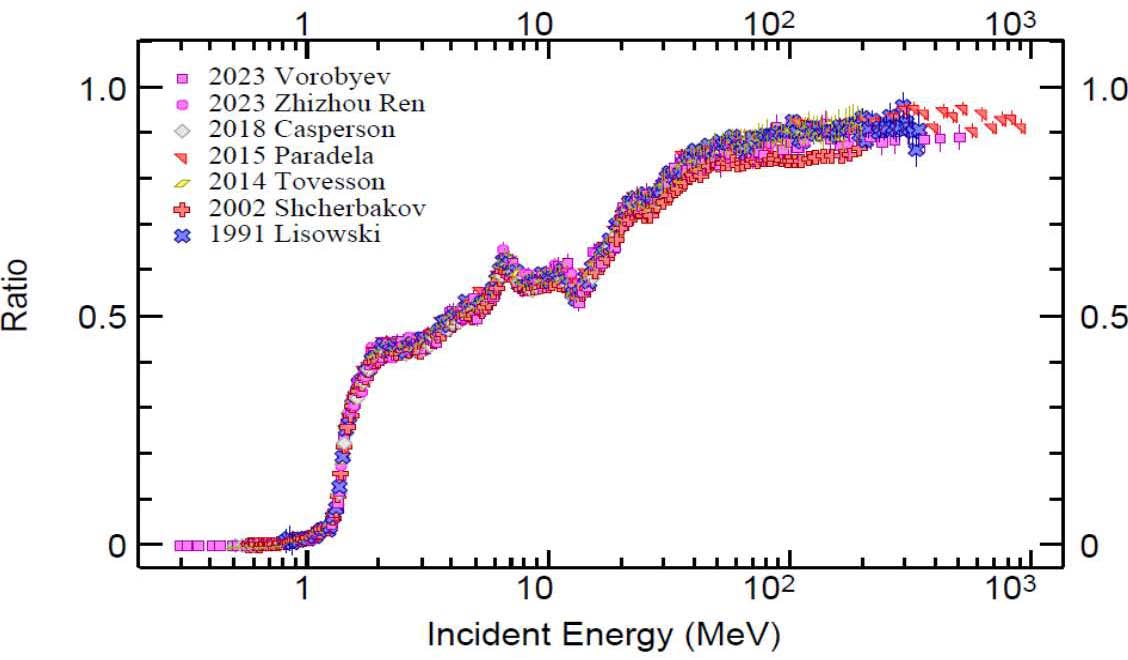 1 10 10² 10³
1.0 1.0
2023 Vorobyev
2023 Zhizhou Ren
2018 Casperson
2015 Paradela
2014 Tovesson
2002 Shcherbakov
1991 Lisowski
Ratio
0.5 0.5
0 0
1 10 10² 10³
Incident Energy (MeV)